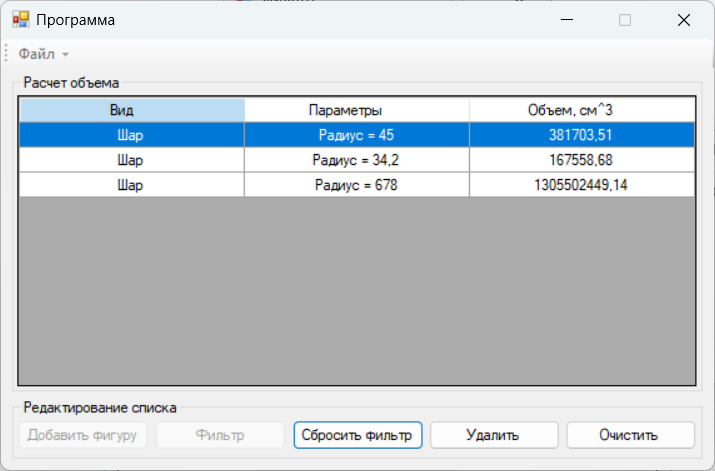 Программа
Файл
Расчет объема
Вид Параметры Объем, см^3
Шар Радиус = 45 381703,51
Шар Радиус = 34,2 167558,68
Шар Радиус = 678 1305502449,14
Редактирование списка
Добавить фигуру Фильтр Сбросить фильтр Удалить Очистить